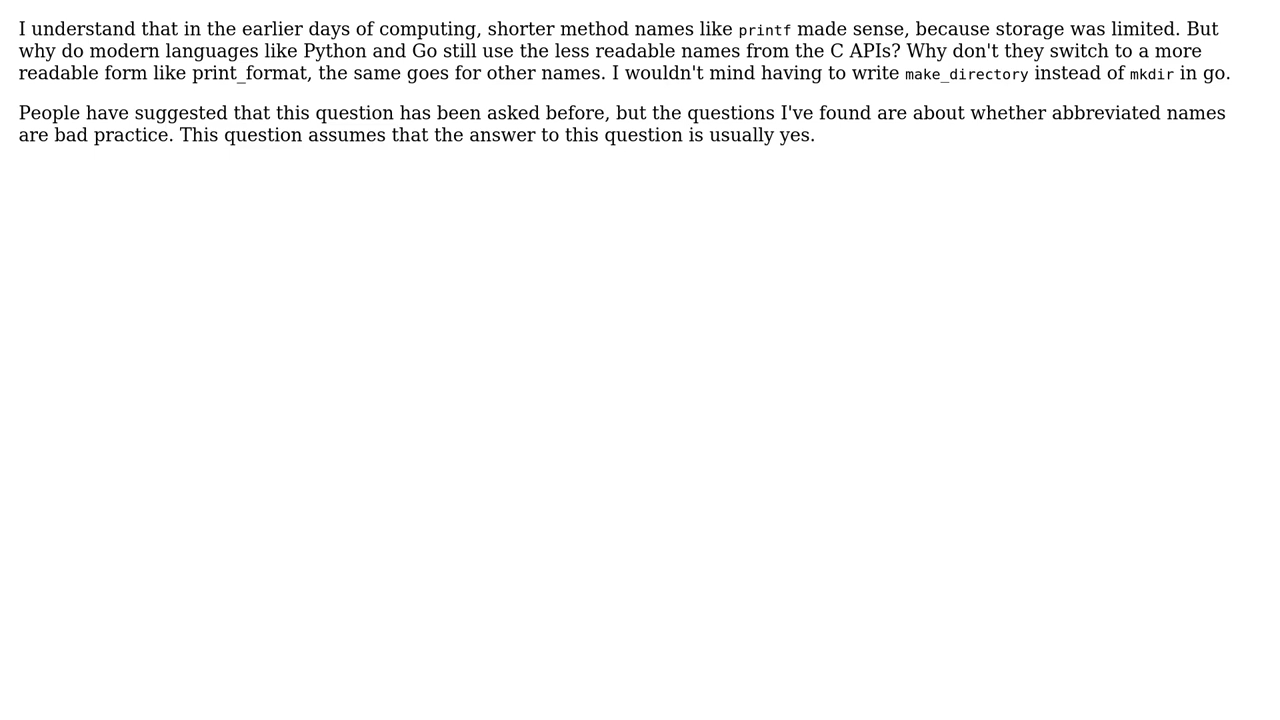 I understand that in the earlier days of computing, shorter method names like printf made sense, because storage was limited. But
why do modern languages like Python and Go still use the less readable names from the C APIs? Why don't they switch to a more
readable form like print_format, the same goes for other names. I wouldn't mind having to write make_directory instead of mkdir in go.
People have suggested that this question has been asked before, but the questions I've found are about whether abbreviated names
are bad practice. This question assumes that the answer to this question is usually yes.